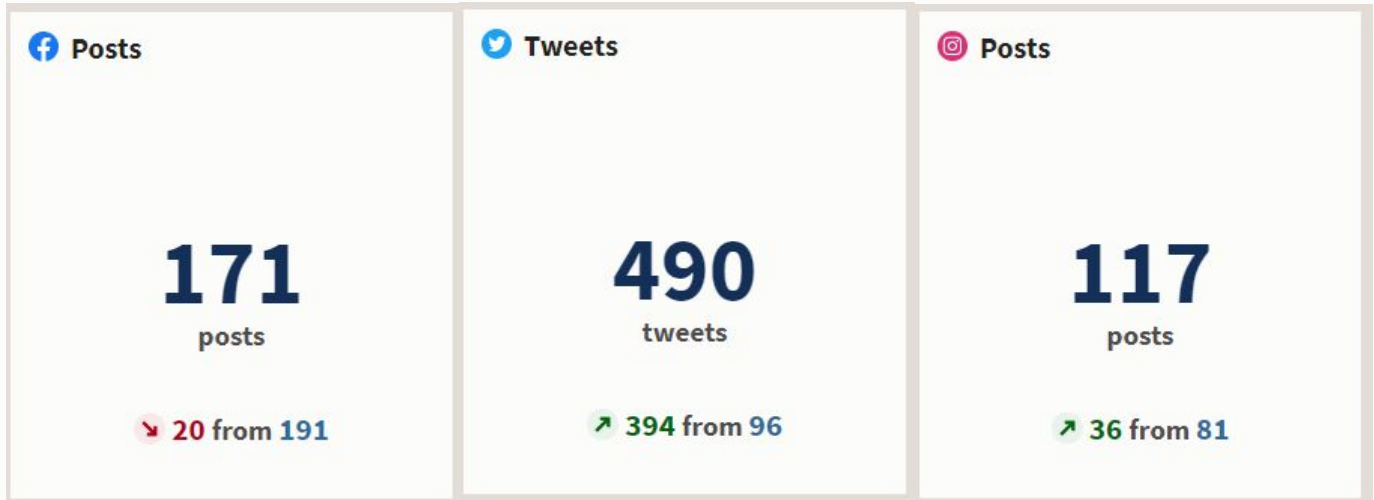 Posts
171
posts
20 from 191
Tweets
490
tweets
394 from 96
Posts
117
posts
36 from 81